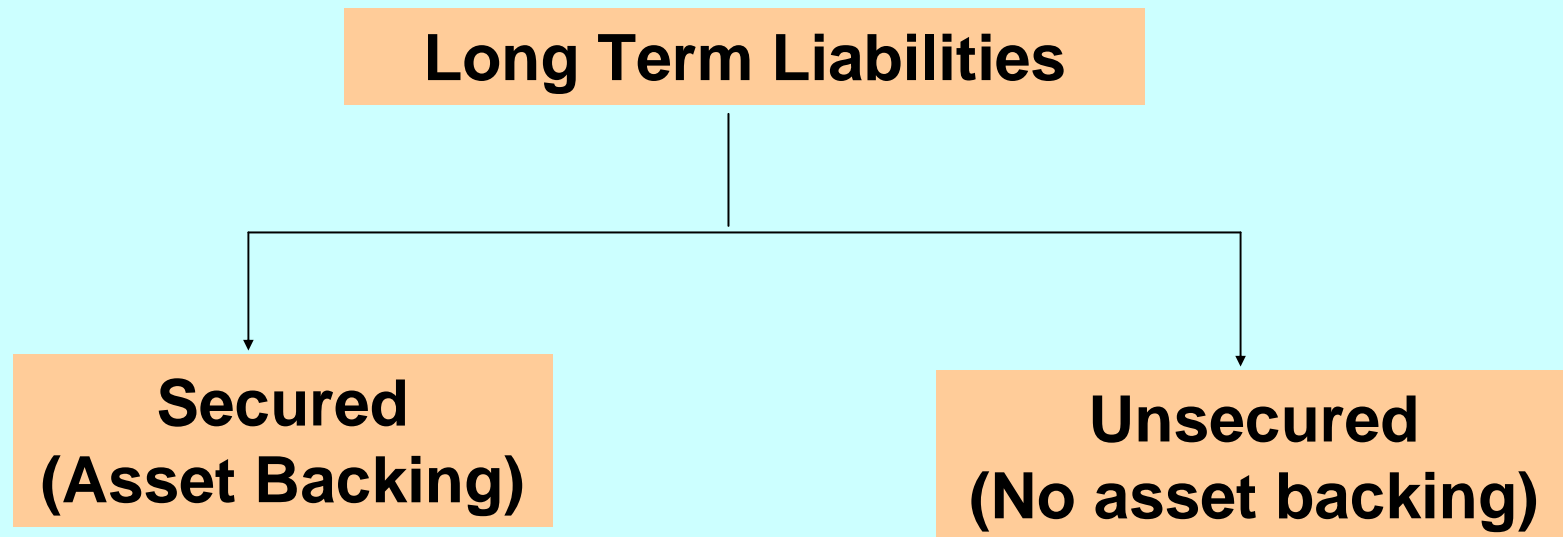 Long Term Liabilities
Secured
(Asset Backing)
Unsecured
(No asset backing)